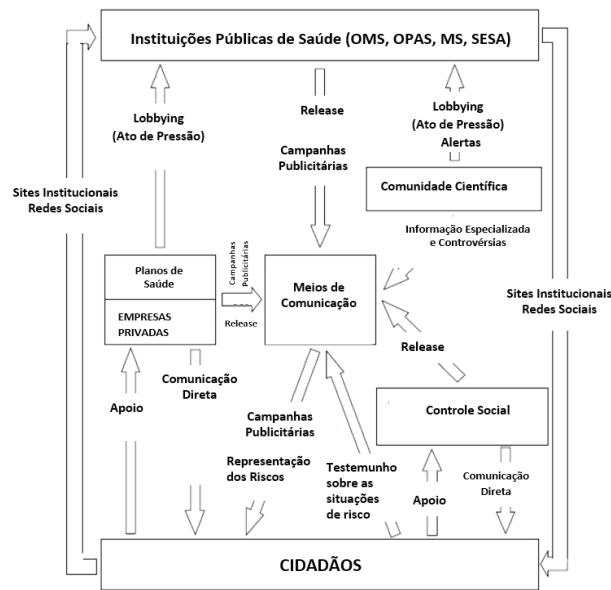 Instituições Públicas de Saúde (OMS, OPAS, MS, SESA)
Lobbying
(Ato de Pressão)
Release
Campanhas
Publicitárias
Lobbying
(Ato de Pressão)
Alertas
Sites Institucionais
Redes Sociais
Comunidade Científica
Informação Especializada
e Controvérsias
Planos de
Saúde
EMPRESAS
PRIVADAS
Campanhas
Publicitárias
Release
Meios de
Comunicação
Sites Institucionais
Redes Sociais
Release
Comunicação
Direta
Apoio
Campanhas
Publicitárias
Representação
dos Riscos
Testemunho
sobre as
situações
de risco
Controle Social
Apoio
Comunicação
Direta
CIDADÃOS